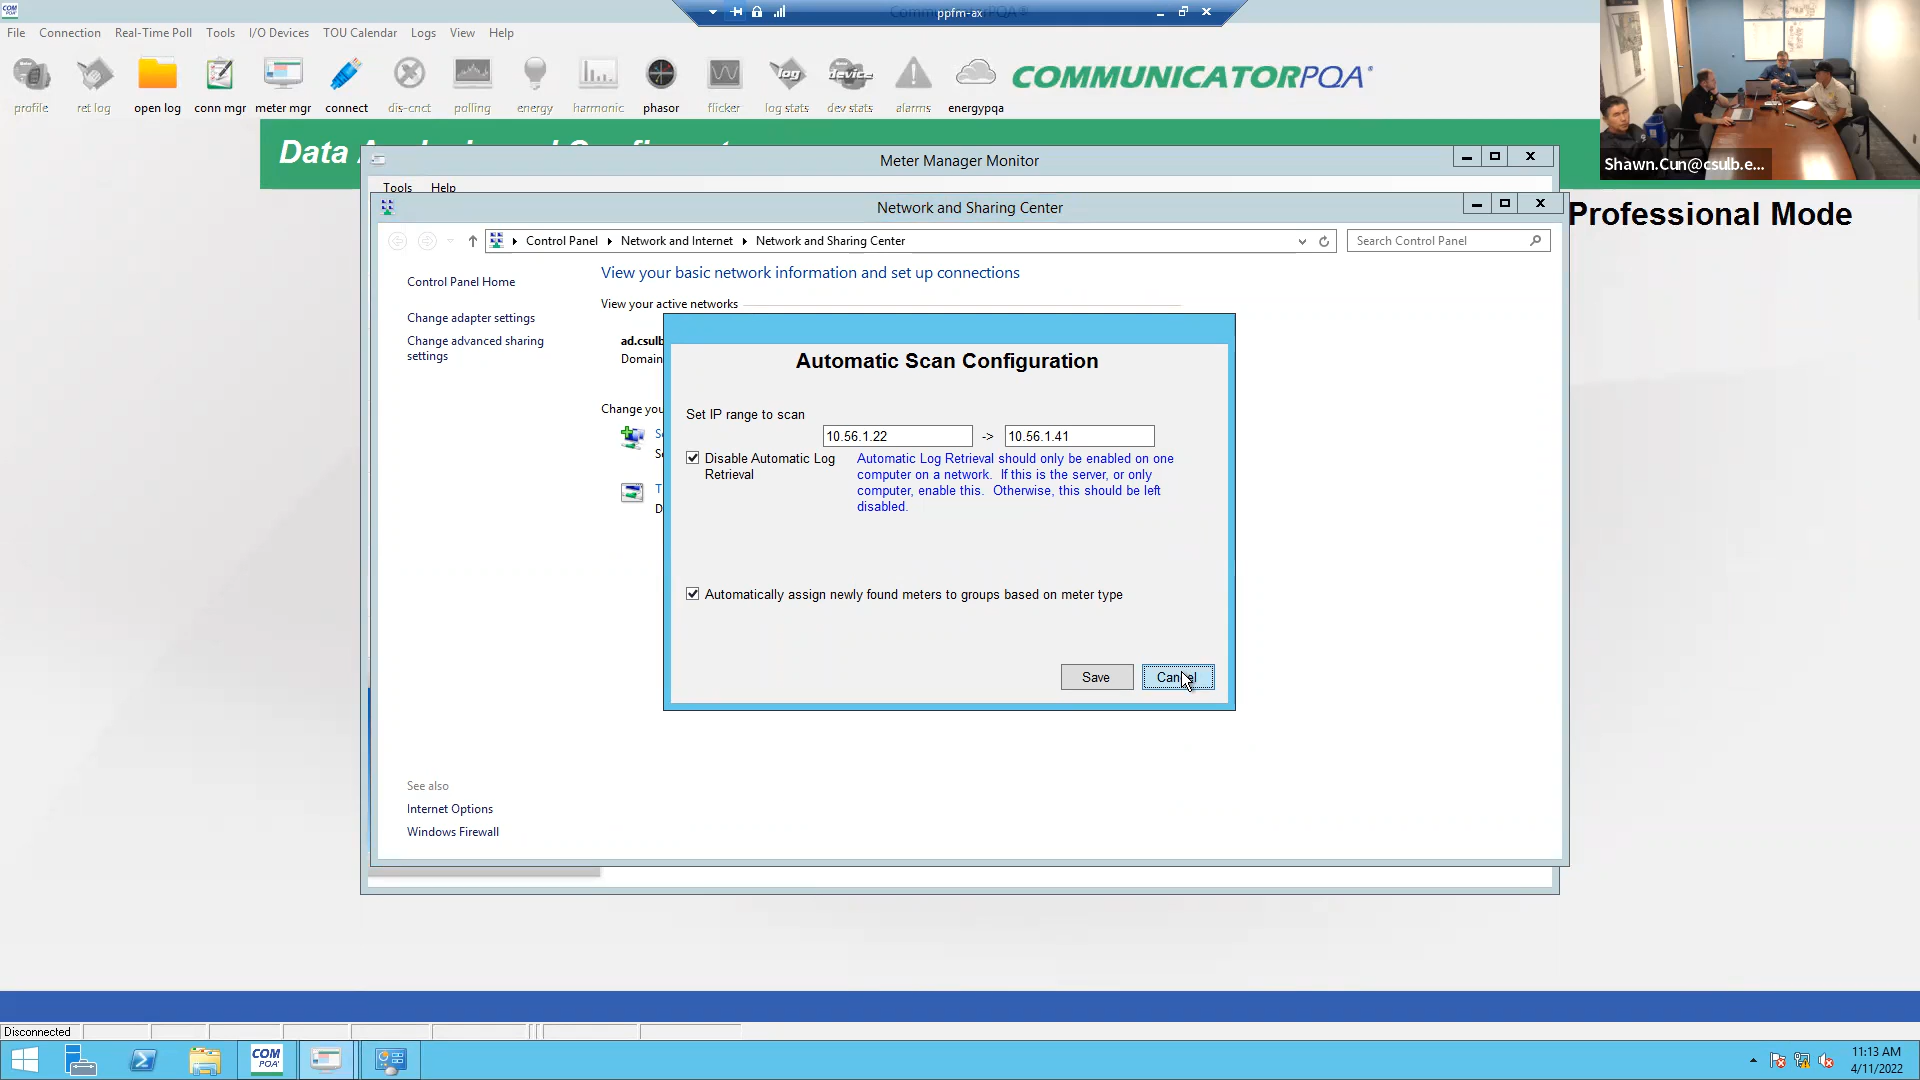 COM
PQA
CommunicatorPQA®
ppfm-ax
File Connection Real-Time Poll Tools I/O Devices TOU Calendar Logs View Help
log device
COMMUNICATORPQA®
profile ret log open log conn mgr meter mgr connect dis-cnct polling energy harmonic phasor flicker log stats dev stats alarms energypqa
Shawn.Cun@csulb.e...
Data
Meter Manager Monitor
Tools Help
Professional Mode
Network and Sharing Center
Control Panel Network and Internet Network and Sharing Center
Search Control Panel
View your basic network information and set up connections
Control Panel Home
View your active networks
Change adapter settings
Change advanced sharing
settings
ad.csulb
Domain
Change you
Se
Se
T
D
Automatic Scan Configuration
Set IP range to scan
10.56.1.22 -> 10.56.1.41
Disable Automatic Log
Retrieval
Automatic Log Retrieval should only be enabled on one
computer on a network. If this is the server, or only
computer, enable this. Otherwise, this should be left
disabled.
Automatically assign newly found meters to groups based on meter type
Save Cancel
See also
Internet Options
Windows Firewall
Disconnected
COM
PQA
11:13 AM
4/11/2022